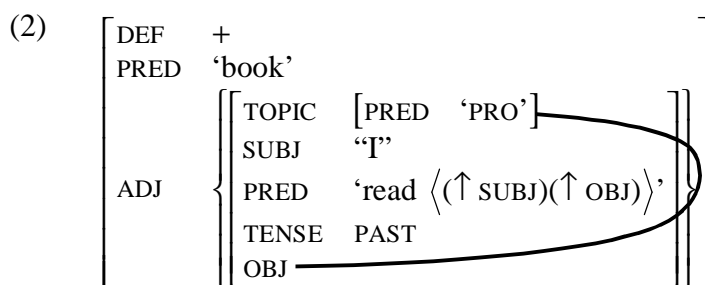 (2)
DEF +
PRED ‘book’
TOPIC [PRED ‘PRO’]
SUBJ “I”
ADJ PRED ‘read ⟨(↑ SUBJ)(↑ OBJ)⟩’
TENSE PAST
OBJ